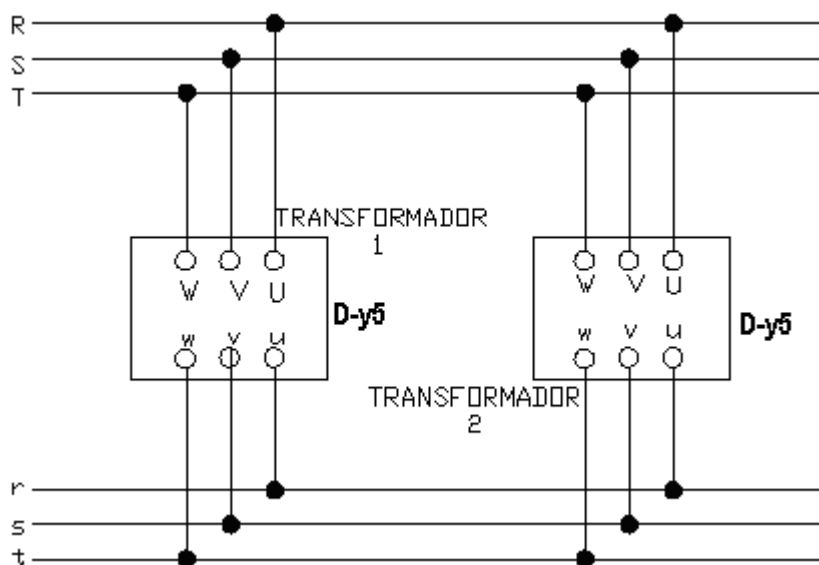 R
S
T
TRANSFORMADOR
1
W V U
W V U
D-y5
D-y5
w v u
w v u
TRANSFORMADOR
2
r
s
t